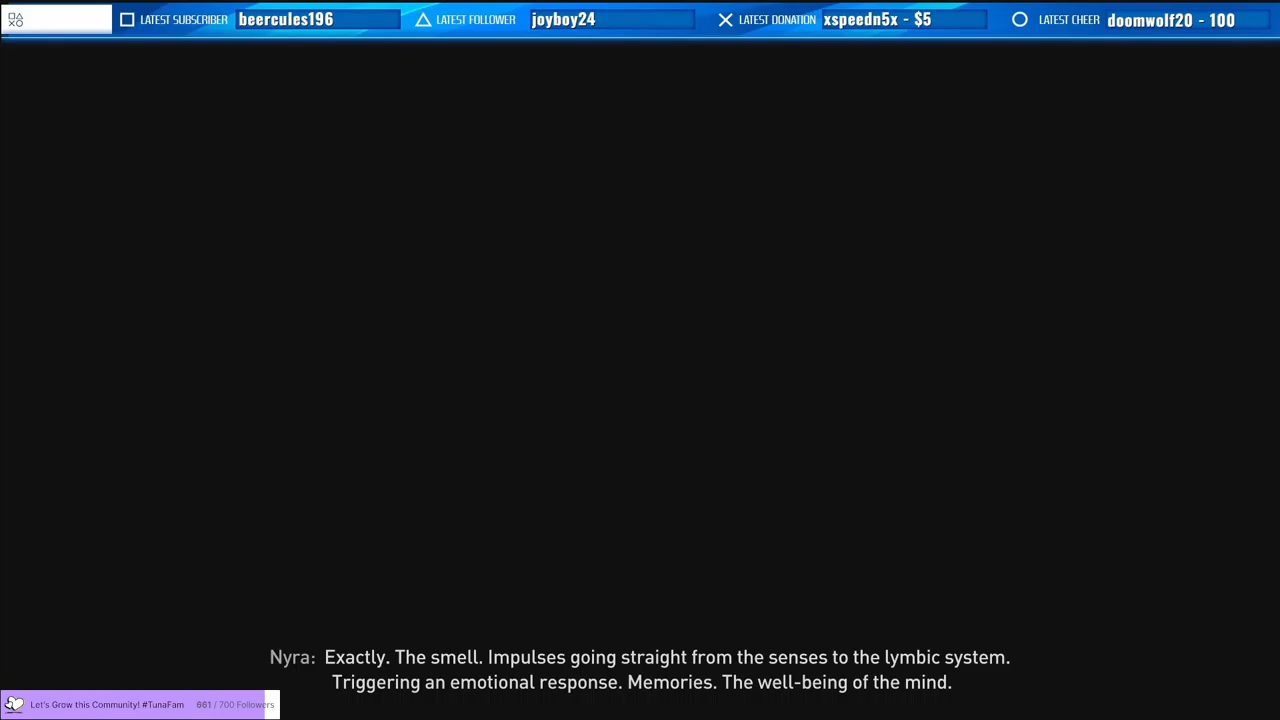 LATEST SUBSCRIBER beercules196 LATEST FOLLOWER joyboy24 LATEST DONATION xspeedn5x - $5 LATEST CHEER doomwolf20 - 100
Nyra: Exactly. The smell. Impulses going straight from the senses to the lymbic system.
Triggering an emotional response. Memories. The well-being of the mind.
Let's Grow this Community! #TunaFam 661 / 700 Followers